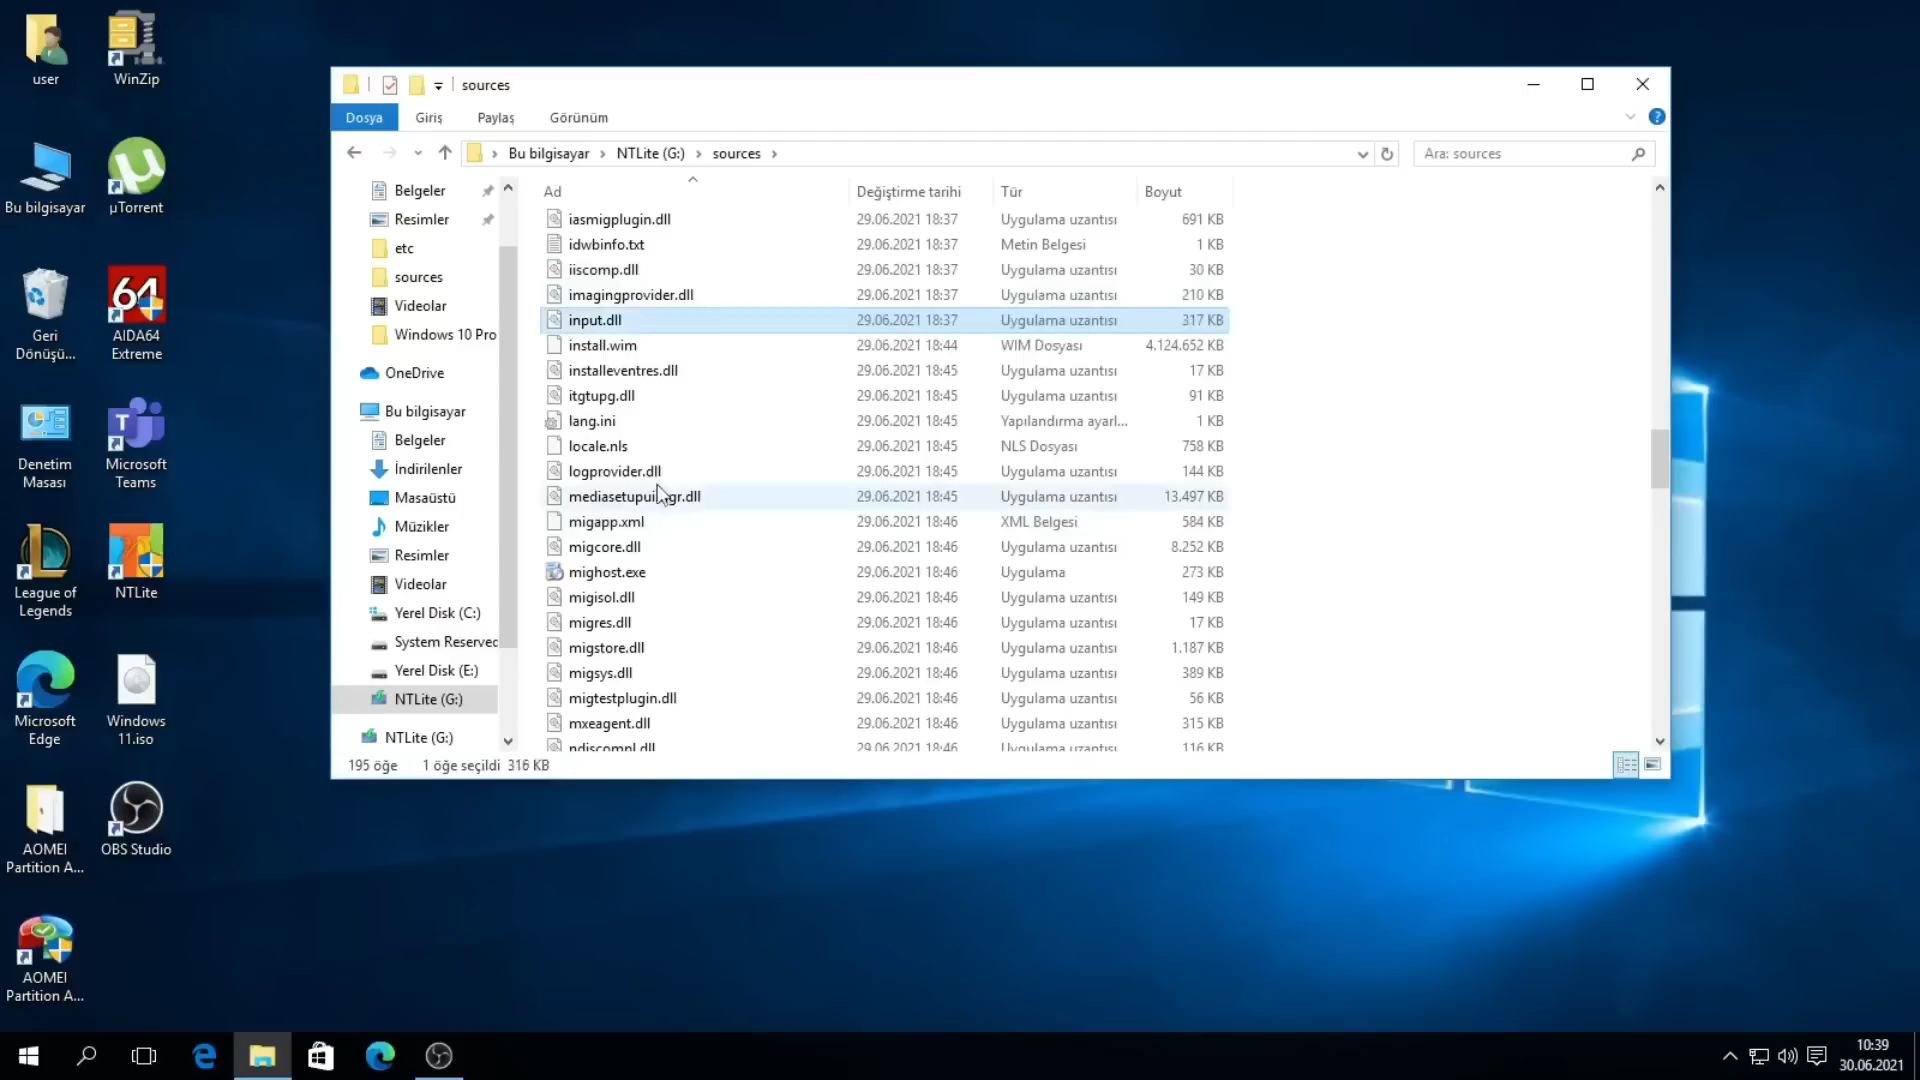 user
WinZip
Bu bilgisayar
µTorrent
Geri
Dönüşü...
64
AIDA64
Extreme
Denetim
Masası
Microsoft
Teams
League of
Legends
NTLite
Microsoft
Edge
Windows
11.iso
AOMEI
Partition A...
OBS Studio
AOMEI
Partition A...
sources
Dosya
Giriş
Paylaş
Görünüm
Bu bilgisayar
NTLite (G:)
sources
Ara: sources
Belgeler
Resimler
etc
sources
Videolar
Windows 10 Pro
OneDrive
Bu bilgisayar
Belgeler
İndirilenler
Masaüstü
Müzikler
Resimler
Videolar
Yerel Disk (C:)
System Reserved
Yerel Disk (E:)
NTLite (G:)
NTLite (G:)
Ad Değiştirme tarihi Tür Boyut
iasmigplugin.dll 29.06.2021 18:37 Uygulama uzantısı 691 KB
idwbinfo.txt 29.06.2021 18:37 Metin Belgesi 1 KB
iiscomp.dll 29.06.2021 18:37 Uygulama uzantısı 30 KB
imagingprovider.dll 29.06.2021 18:37 Uygulama uzantısı 210 KB
input.dll 29.06.2021 18:37 Uygulama uzantısı 317 KB
install.wim 29.06.2021 18:44 WIM Dosyası 4.124.652 KB
installeventres.dll 29.06.2021 18:45 Uygulama uzantısı 17 KB
itgtupg.dll 29.06.2021 18:45 Uygulama uzantısı 91 KB
lang.ini 29.06.2021 18:45 Yapılandırma ayarl... 1 KB
locale.nls 29.06.2021 18:45 NLS Dosyası 758 KB
logprovider.dll 29.06.2021 18:45 Uygulama uzantısı 144 KB
29.06.2021 18:45 Uygulama uzantısı 13.497 KB
migapp.xml 29.06.2021 18:46 XML Belgesi 584 KB
migcore.dll 29.06.2021 18:46 Uygulama uzantısı 8.252 KB
mighost.exe 29.06.2021 18:46 Uygulama 273 KB
migisol.dll 29.06.2021 18:46 Uygulama uzantısı 149 KB
migres.dll 29.06.2021 18:46 Uygulama uzantısı 17 KB
migstore.dll 29.06.2021 18:46 Uygulama uzantısı 1.187 KB
migsys.dll 29.06.2021 18:46 Uygulama uzantısı 389 KB
migtestplugin.dll 29.06.2021 18:46 Uygulama uzantısı 56 KB
mxeagent.dll 29.06.2021 18:46 Uygulama uzantısı 315 KB
ndiscompl.dll 29.06.2021 18:46 Uygulama uzantısı 116 KB
195 öğe 1 öğe seçildi 316 KB
10:39
30.06.2021